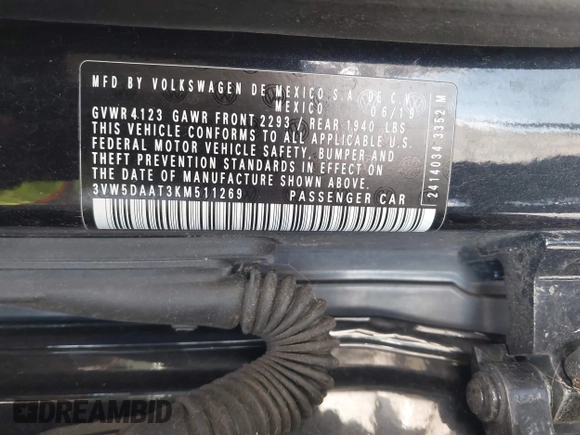 MFD BY VOLKSWAGEN DE MEXICO S.A. DE C.V.
MEXICO 06/19
GVWR 4123 GAWR FRONT 2293 / REAR 1940 LBS
THIS VEHICLE CONFORMS TO ALL APPLICABLE U.S.
FEDERAL MOTOR VEHICLE SAFETY, BUMPER AND
THEFT PREVENTION STANDARDS IN EFFECT ON
THE DATE OF MANUFACTURE SHOWN ABOVE.
3VW5DAAT3KM511269 PASSENGER CAR
2414034 3352 M
DREAMBID